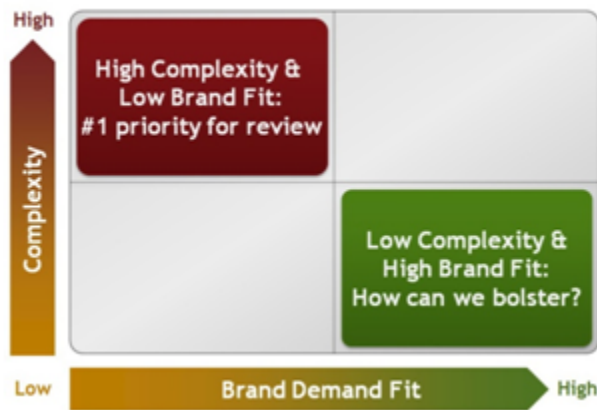 High
High Complexity &
Low Brand Fit:
#1 priority for review
Complexity
Low Complexity &
High Brand Fit:
How can we bolster?
Low
Brand Demand Fit
High